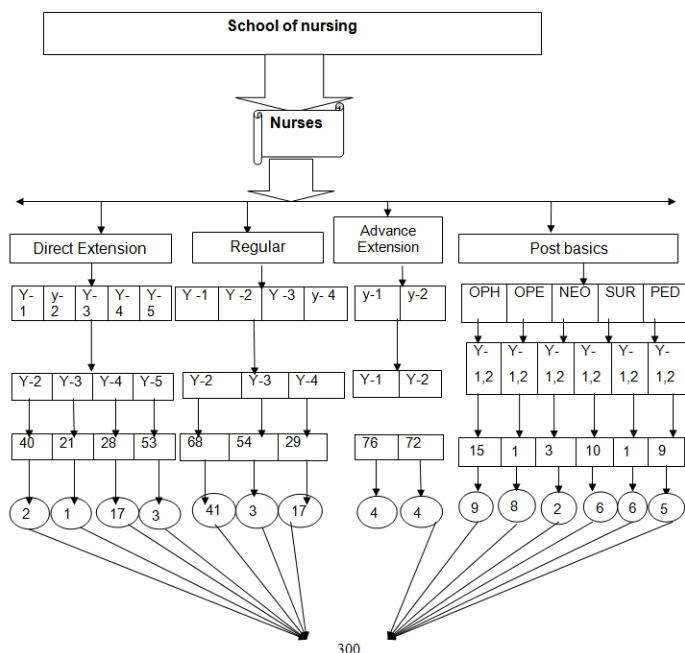 School of nursing
Nurses
Direct Extension
Regular
Advance
Extension
Post basics
Y-
1
y-
2
Y-
3
Y-
4
Y-
5
Y -1
Y -2
Y -3
y- 4
y-1
y-2
OPH
OPE
NEO
SUR
PED
Y-
1,2
Y-
1,2
Y-
1,2
Y-
1,2
Y-
1,2
Y-
1,2
Y-2
Y-3
Y-4
Y-5
Y-2
Y-3
Y-4
Y-1
Y-2
40
21
28
53
68
54
29
76
72
15
1
3
10
1
9
2
1
17
3
41
3
17
4
4
9
8
2
6
6
5
300